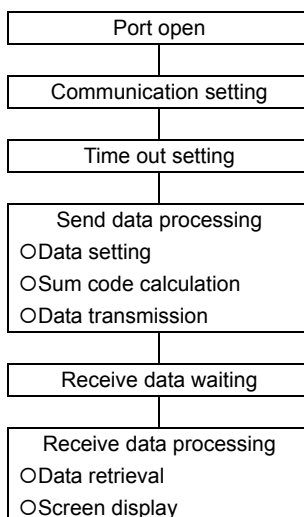 Port open
Communication setting
Time out setting
Send data processing
○Data setting
○Sum code calculation
○Data transmission
Receive data waiting
Receive data processing
○Data retrieval
○Screen display